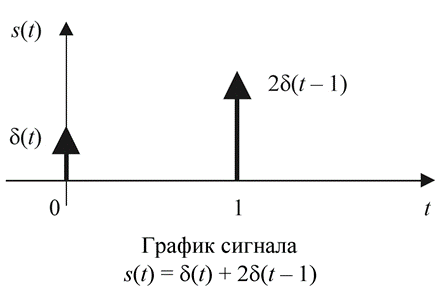 s(t)
2δ(t – 1)
δ(t)
0 1 t
График сигнала
s(t) = δ(t) + 2δ(t – 1)